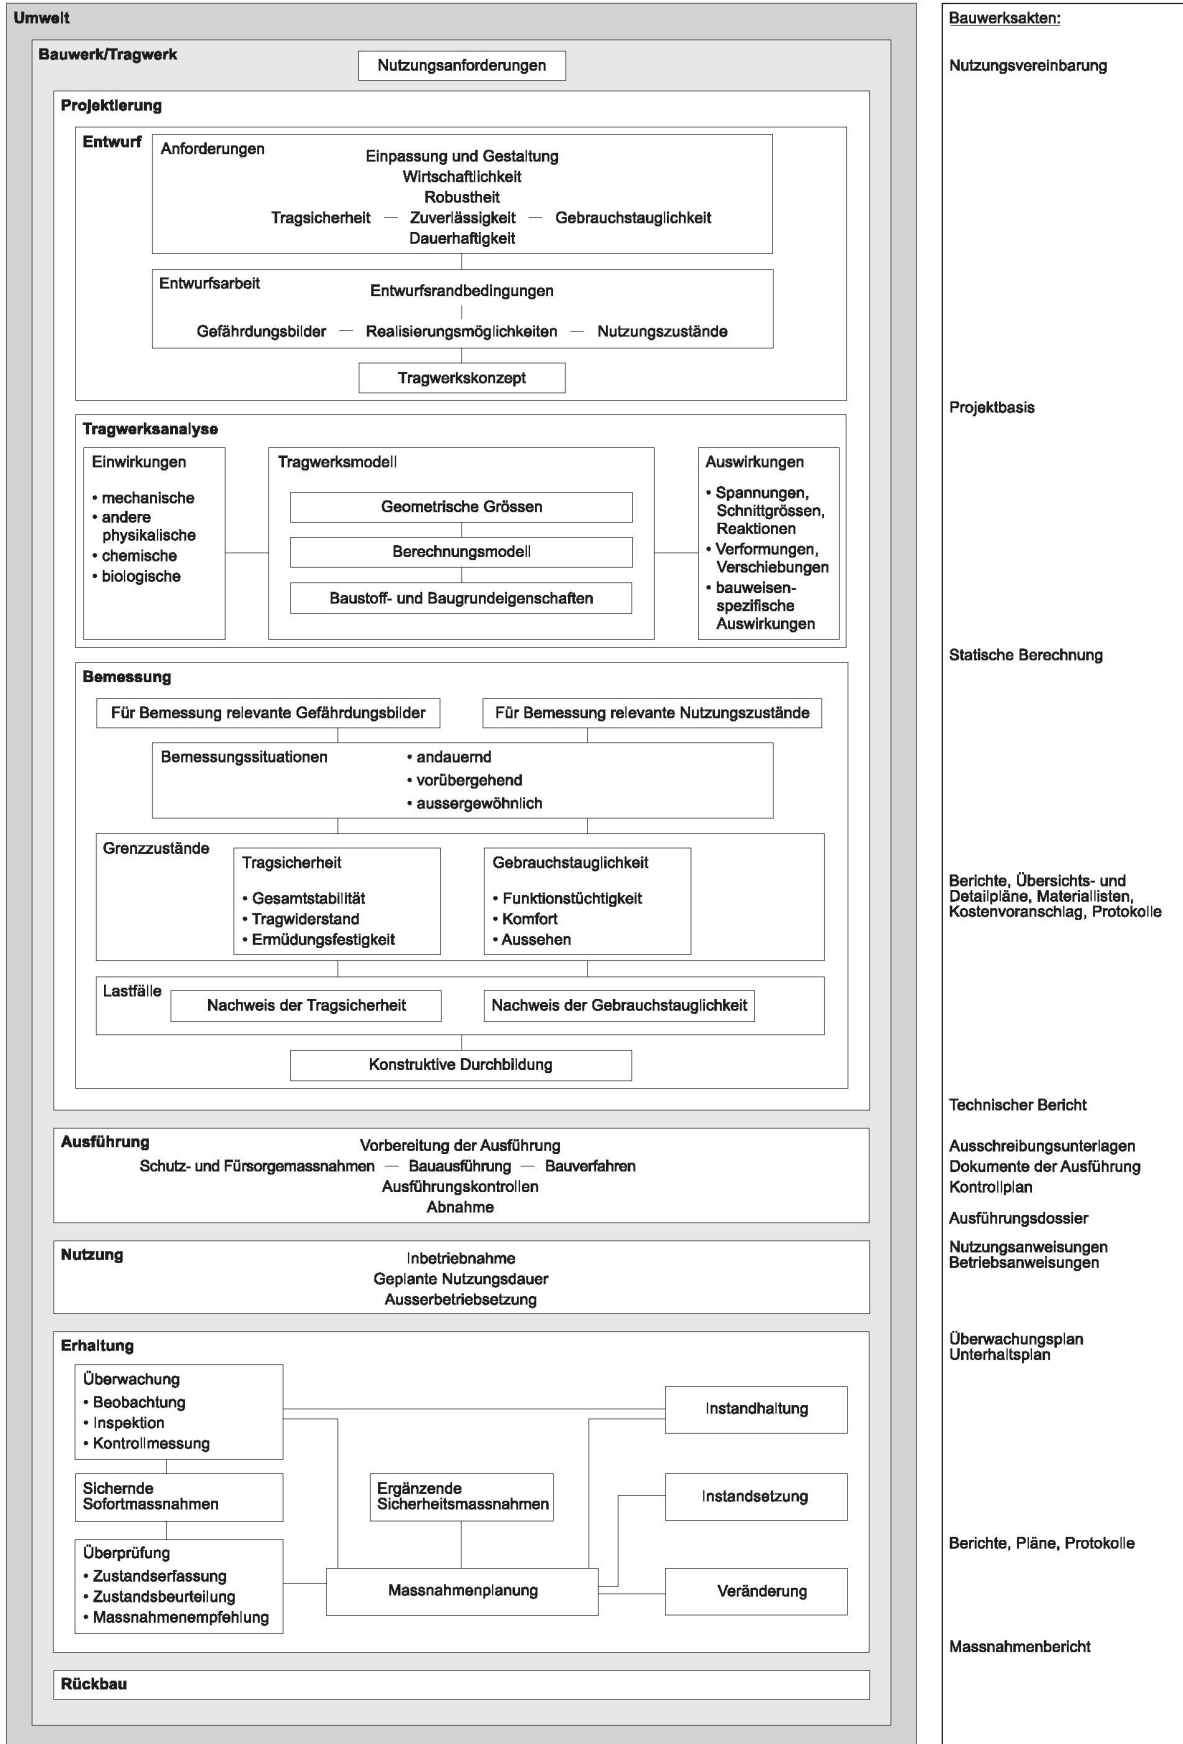 Umwelt
Bauwerk/Tragwerk
Nutzungsanforderungen
Projektierung
Entwurf
Anforderungen
Einpassung und Gestaltung
Wirtschaftlichkeit
Robustheit
Tragsicherheit — Zuverlässigkeit — Gebrauchstauglichkeit
Dauerhaftigkeit
Entwurfsarbeit
Entwurfsrandbedingungen
Gefährdungsbilder — Realisierungsmöglichkeiten — Nutzungszustände
Tragwerkskonzept
Tragwerksanalyse
Einwirkungen
• mechanische
• andere
physikalische
• chemische
• biologische
Tragwerksmodell
Geometrische Grössen
Berechnungsmodell
Baustoff- und Baugrundeigenschaften
Auswirkungen
• Spannungen,
Schnittgrössen,
Reaktionen
• Verformungen,
Verschiebungen
• bauweisen-
spezifische
Auswirkungen
Bemessung
Für Bemessung relevante Gefährdungsbilder
Für Bemessung relevante Nutzungszustände
Bemessungssituationen
• andauernd
• vorübergehend
• aussergewöhnlich
Grenzzustände
Tragsicherheit
• Gesamtstabilität
• Tragwiderstand
• Ermüdungsfestigkeit
Gebrauchstauglichkeit
• Funktionstüchtigkeit
• Komfort
• Aussehen
Lastfälle
Nachweis der Tragsicherheit
Nachweis der Gebrauchstauglichkeit
Konstruktive Durchbildung
Ausführung
Vorbereitung der Ausführung
Schutz- und Fürsorgemassnahmen — Bauausführung — Bauverfahren
Ausführungskontrollen
Abnahme
Nutzung
Inbetriebnahme
Geplante Nutzungsdauer
Ausserbetriebsetzung
Erhaltung
Überwachung
• Beobachtung
• Inspektion
• Kontrollmessung
Sichernde
Sofortmassnahmen
Überprüfung
• Zustandserfassung
• Zustandsbeurteilung
• Massnahmenempfehlung
Ergänzende
Sicherheitsmassnahmen
Massnahmenplanung
Instandhaltung
Instandsetzung
Veränderung
Rückbau
Bauwerksakten:
Nutzungsvereinbarung
Projektbasis
Statische Berechnung
Berichte, Übersichts- und
Detailpläne, Materiallisten,
Kostenvoranschlag, Protokolle
Technischer Bericht
Ausschreibungsunterlagen
Dokumente der Ausführung
Kontrollplan
Ausführungsdossier
Nutzungsanweisungen
Betriebsanweisungen
Überwachungsplan
Unterhaltsplan
Berichte, Pläne, Protokolle
Massnahmenbericht